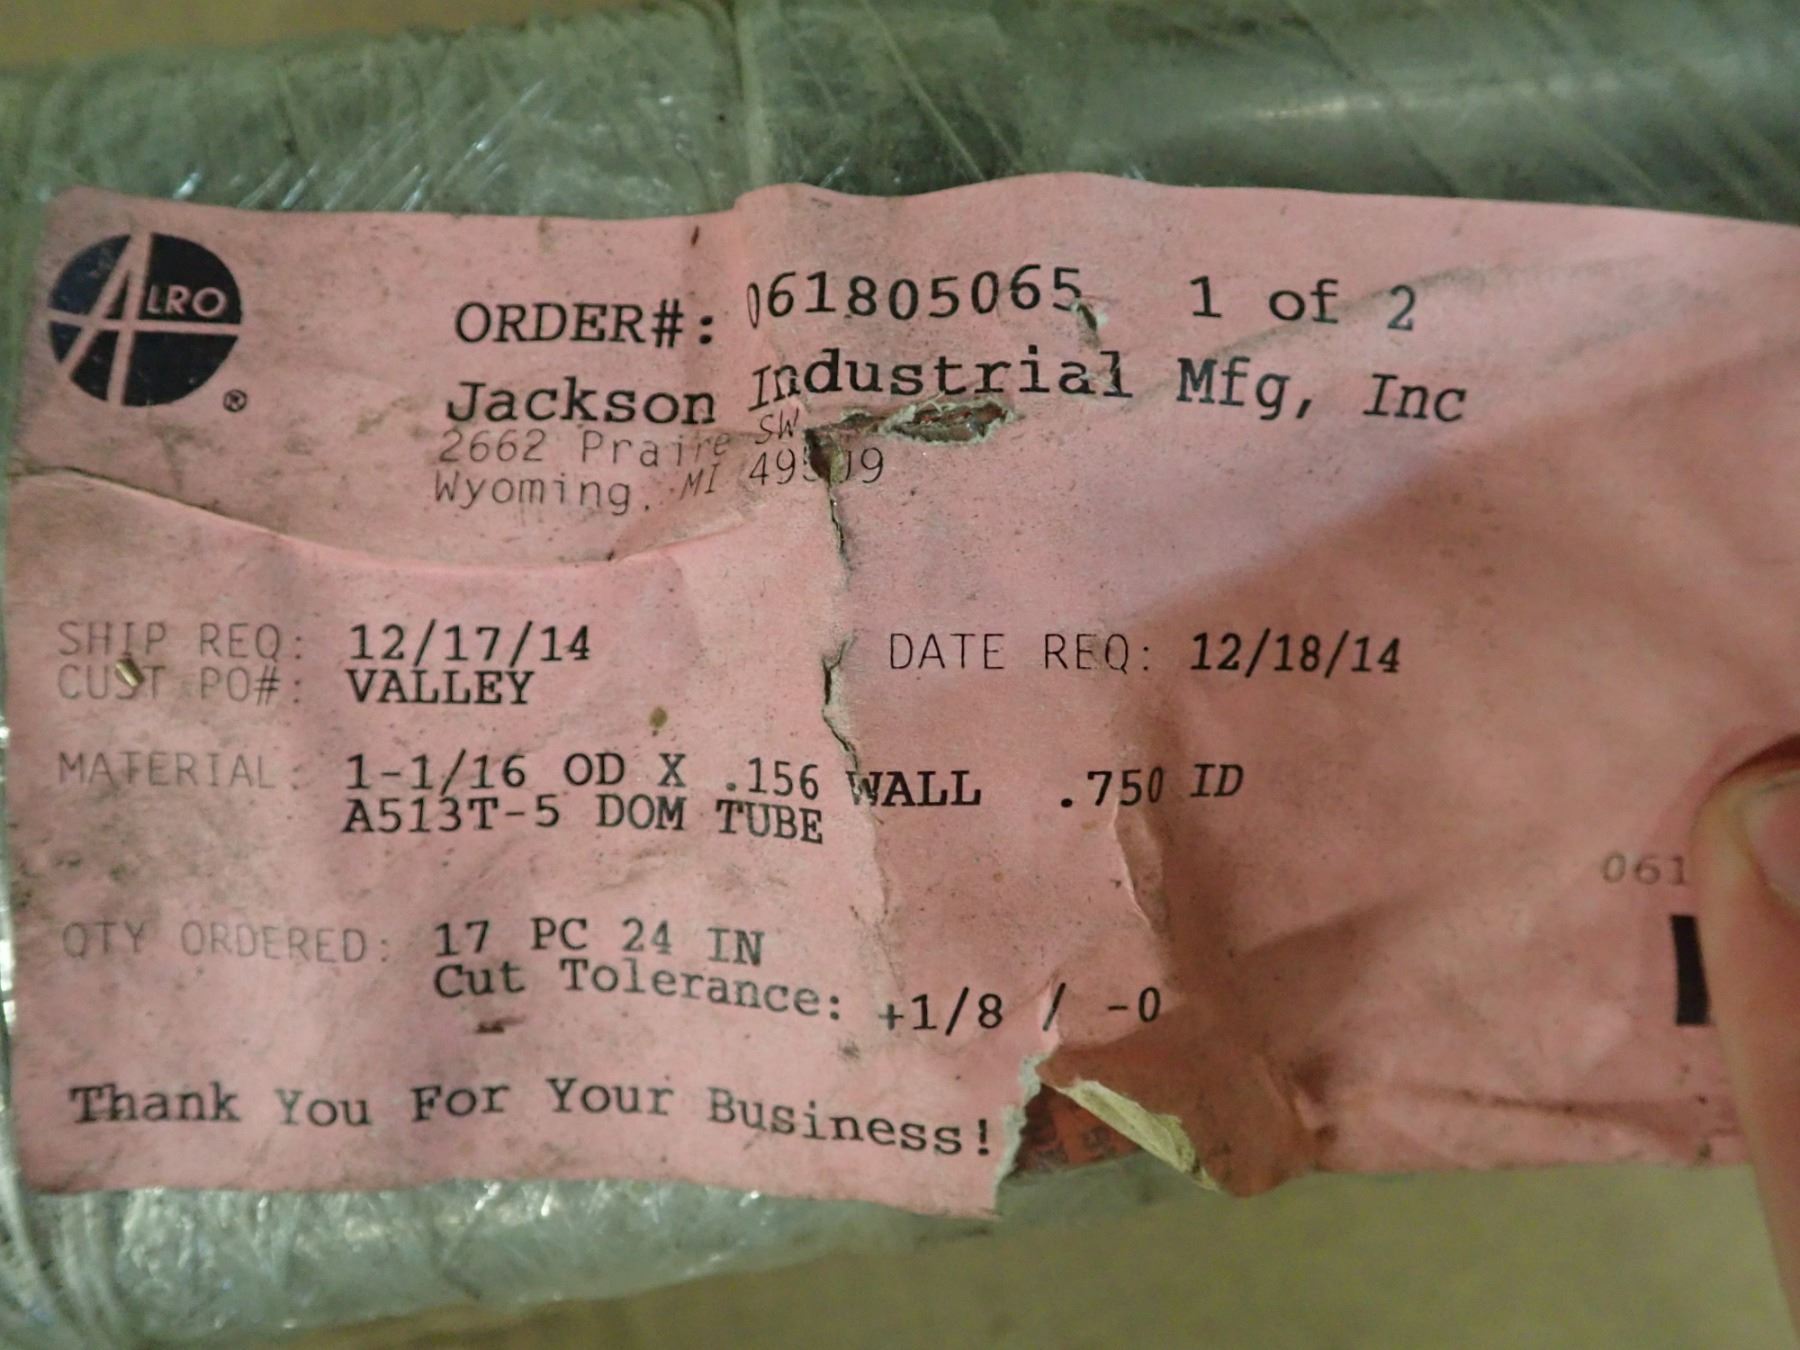 ALRO ®
ORDER#: 061805065 1 of 2
Jackson Industrial Mfg, Inc
2662 Prairie SW
Wyoming, MI
SHIP REQ: 12/17/14 DATE REQ: 12/18/14
CUST PO#: VALLEY
MATERIAL: 1-1/16 OD X .156 WALL .750 ID
A513T-5 DOM TUBE
061
QTY ORDERED: 17 PC 24 IN
Cut Tolerance: +1/8 / -0
Thank You For Your Business!